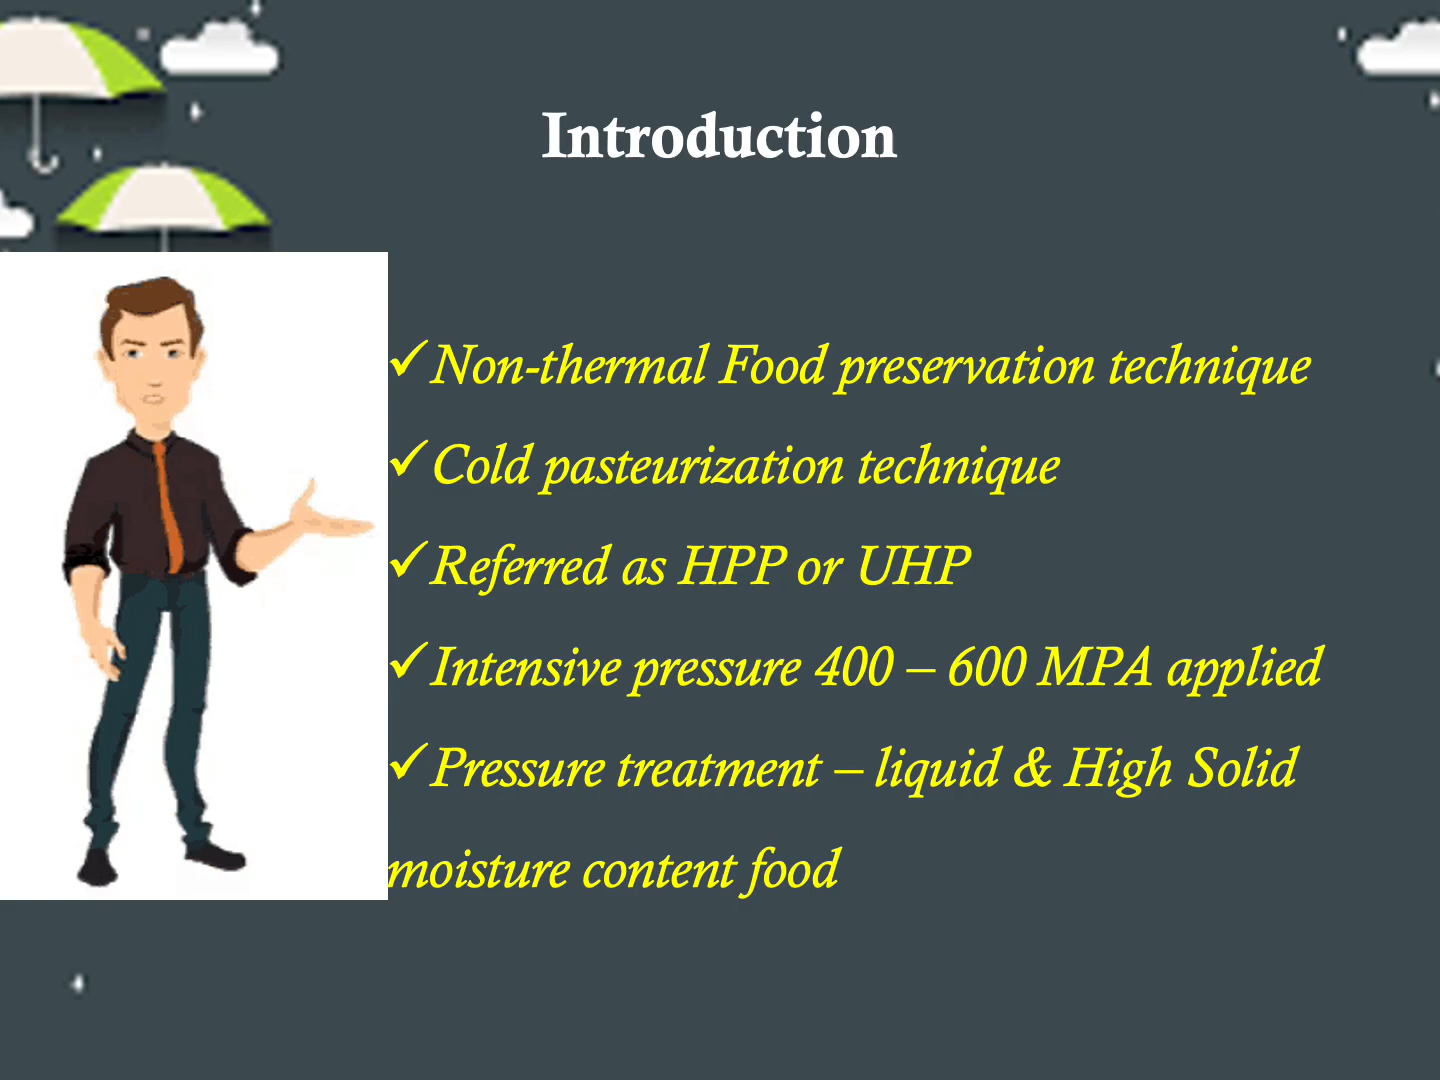 Introduction
✓Non-thermal Food preservation technique
✓Cold pasteurization technique
✓Referred as HPP or UHP
✓Intensive pressure 400 – 600 MPA applied
✓Pressure treatment – liquid & High Solid
moisture content food